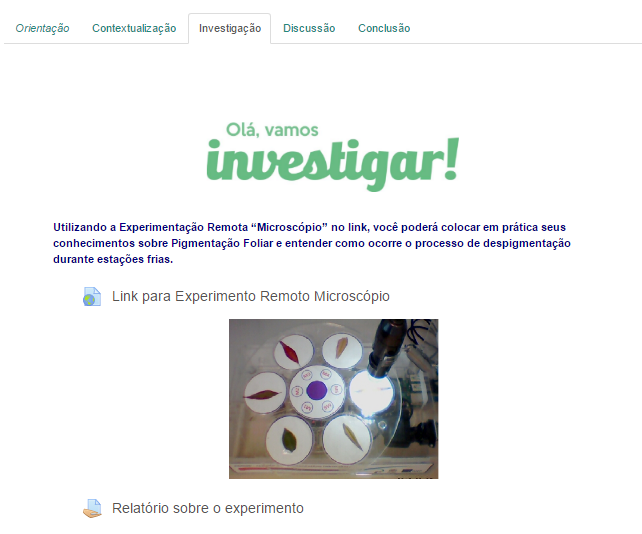 Orientação Contextualização Investigação Discussão Conclusão
Olá, vamos
investigar!
Utilizando a Experimentação Remota “Microscópio” no link, você poderá colocar em prática seus
conhecimentos sobre Pigmentação Foliar e entender como ocorre o processo de despigmentação
durante estações frias.
Link para Experimento Remoto Microscópio
Relatório sobre o experimento